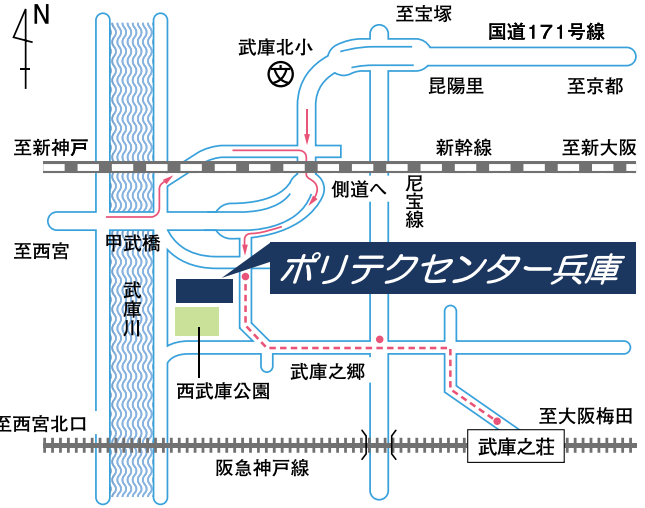 N
至宝塚
国道171号線
武庫北小
文
昆陽里
至京都
至新神戸
新幹線
至新大阪
側道へ
尼宝線
至西宮
甲武橋
ポリテクセンター兵庫
武庫川
武庫之郷
西武庫公園
至西宮北口
至大阪梅田
武庫之荘
阪急神戸線